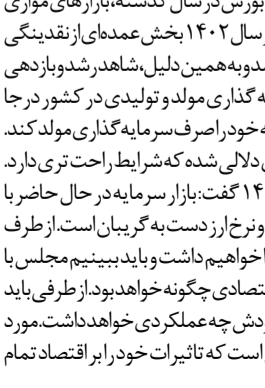 بورس در سال گذشته، بازارهای موازی
سال ۱۴۰۲ بخش عمده‌ای از نقدینگی
شد و به همین دلیل، شاهد رشد و بازدهی
گذاری مولد و تولیدی در کشور در جا
خود را صرف سرمایه گذاری مولد کند.
دلالی شده که شرایط راحت تری دارد.
گفت: بازار سرمایه در حال حاضر با
و نرخ ارز دست به گریبان است. از طرف
خواهیم داشت و باید ببینیم مجلس با
اقتصادی چگونه خواهد بود. از طرفی باید
چه عملکردی خواهد داشت. مورد
است که تاثیرات خود را بر اقتصاد تمام